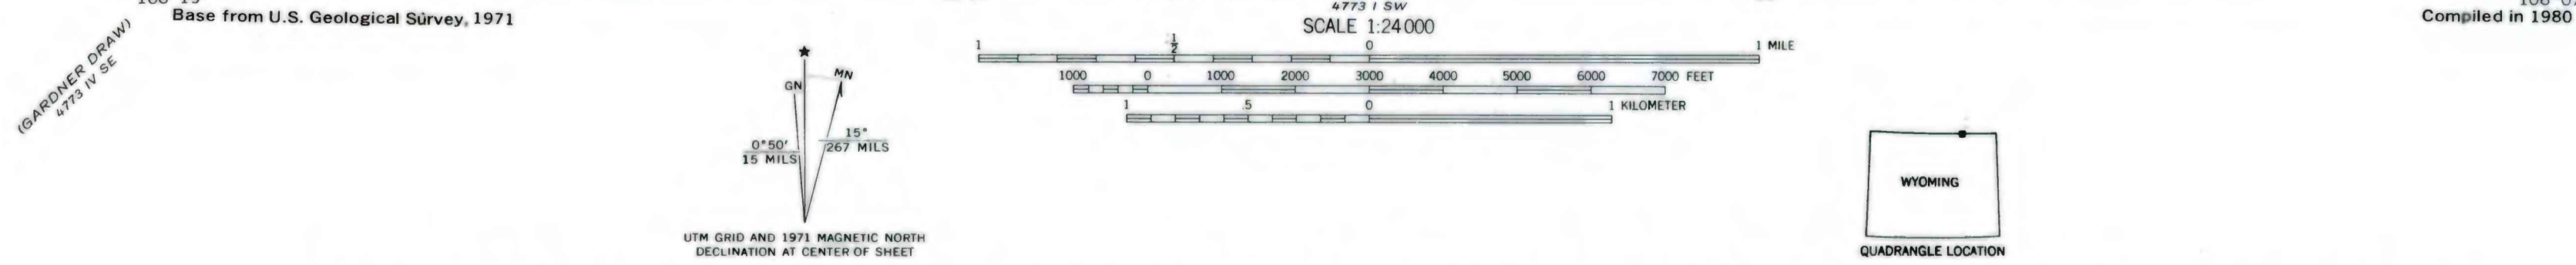 Base from U.S. Geological Survey, 1971
Compiled in 1980
(GARDNER DRAW)
4773 IV SE
4773 I SW
SCALE 1:24000
1 1/2 0 1 MILE
1000 0 1000 2000 3000 4000 5000 6000 7000 FEET
1 .5 0 1 KILOMETER
GN MN
0°50′
15 MILS
15°
267 MILS
UTM GRID AND 1971 MAGNETIC NORTH
DECLINATION AT CENTER OF SHEET
WYOMING
QUADRANGLE LOCATION